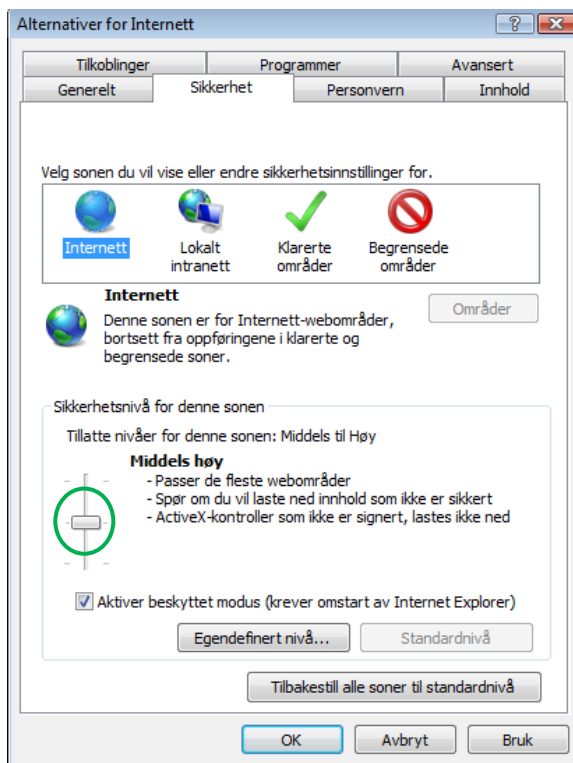 Alternativer for Internett
Tilkoblinger Programmer Avansert
Generelt Sikkerhet Personvern Innhold
Velg sonen du vil vise eller endre sikkerhetsinnstillinger for.
Internett Lokalt intranett Klarerte områder Begrensede områder
Internett
Denne sonen er for Internett-webområder,
bortsett fra oppføringene i klarerte og
begrensede soner.
Områder
Sikkerhetsnivå for denne sonen
Tillatte nivåer for denne sonen: Middels til Høy
Middels høy
- Passer de fleste webområder
- Spør om du vil laste ned innhold som ikke er sikkert
- ActiveX-kontroller som ikke er signert, lastes ikke ned
Aktiver beskyttet modus (krever omstart av Internet Explorer)
Egendefinert nivå... Standardnivå
Tilbakestill alle soner til standardnivå
OK Avbryt Bruk